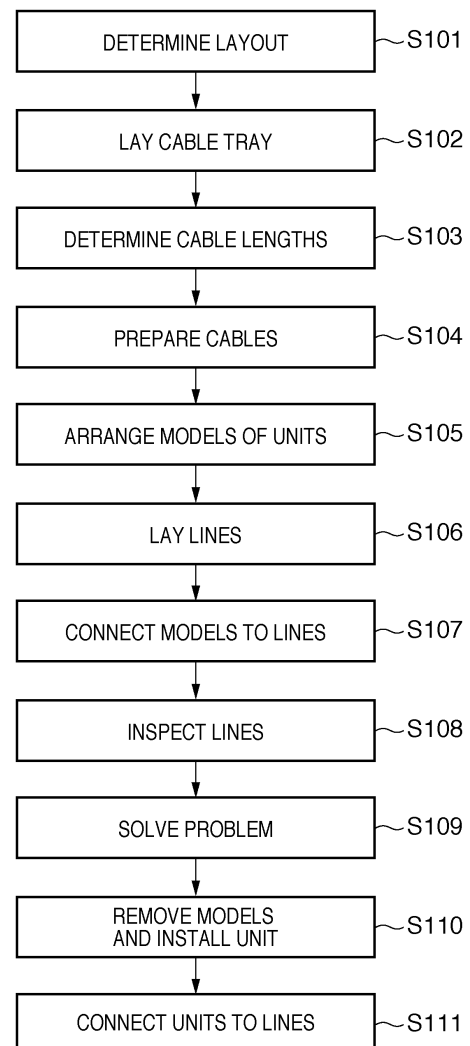 DETERMINE LAYOUT
S101
LAY CABLE TRAY
S102
DETERMINE CABLE LENGTHS
S103
PREPARE CABLES
S104
ARRANGE MODELS OF UNITS
S105
LAY LINES
S106
CONNECT MODELS TO LINES
S107
INSPECT LINES
S108
SOLVE PROBLEM
S109
REMOVE MODELS
AND INSTALL UNIT
S110
CONNECT UNITS TO LINES
S111